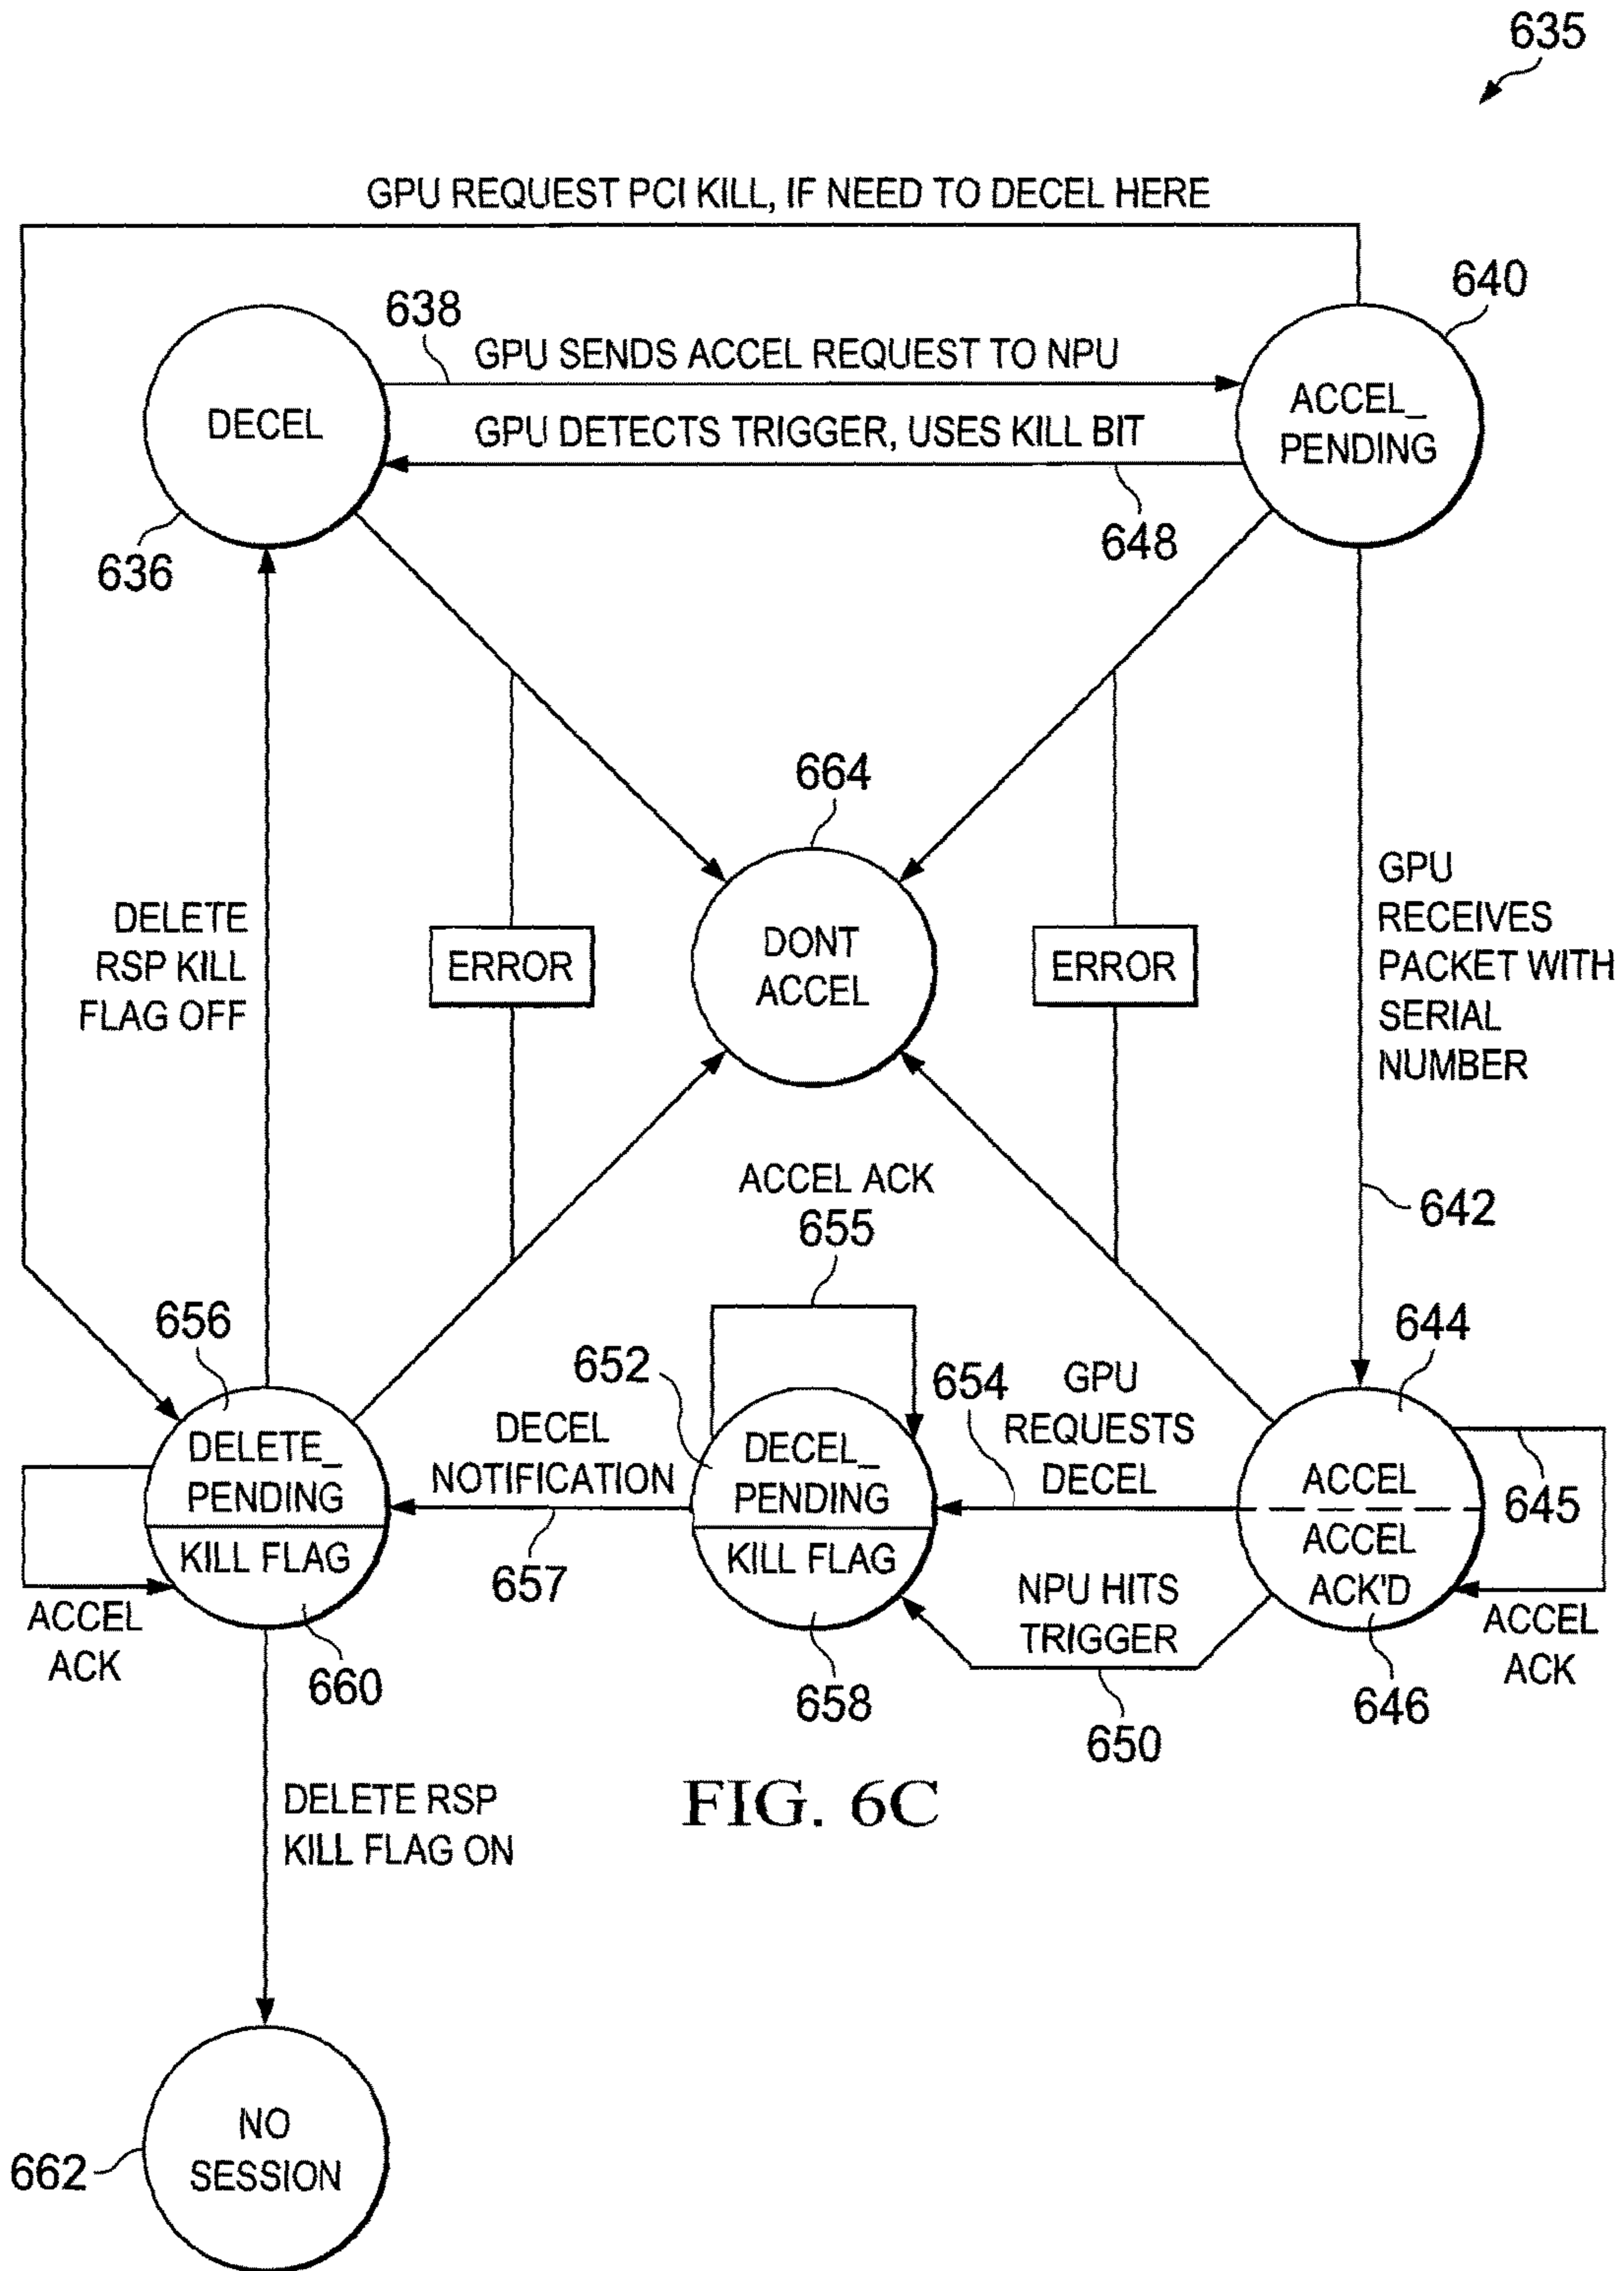 635
GPU REQUEST PCI KILL, IF NEED TO DECEL HERE
640
638
GPU SENDS ACCEL REQUEST TO NPU
DECEL
ACCEL_
PENDING
GPU DETECTS TRIGGER, USES KILL BIT
648
636
664
GPU
RECEIVES
PACKET WITH
SERIAL
NUMBER
DELETE
RSP KILL
FLAG OFF
ERROR
DONT
ACCEL
ERROR
ACCEL ACK
655
642
656
644
652
654
GPU
REQUESTS
DECEL
DECEL
NOTIFICATION
DELETE_
PENDING
KILL FLAG
DECEL_
PENDING
KILL FLAG
ACCEL
ACCEL
ACK'D
645
657
NPU HITS
TRIGGER
ACCEL
ACK
ACCEL
ACK
660
658
650
646
FIG. 6C
DELETE RSP
KILL FLAG ON
NO
SESSION
662